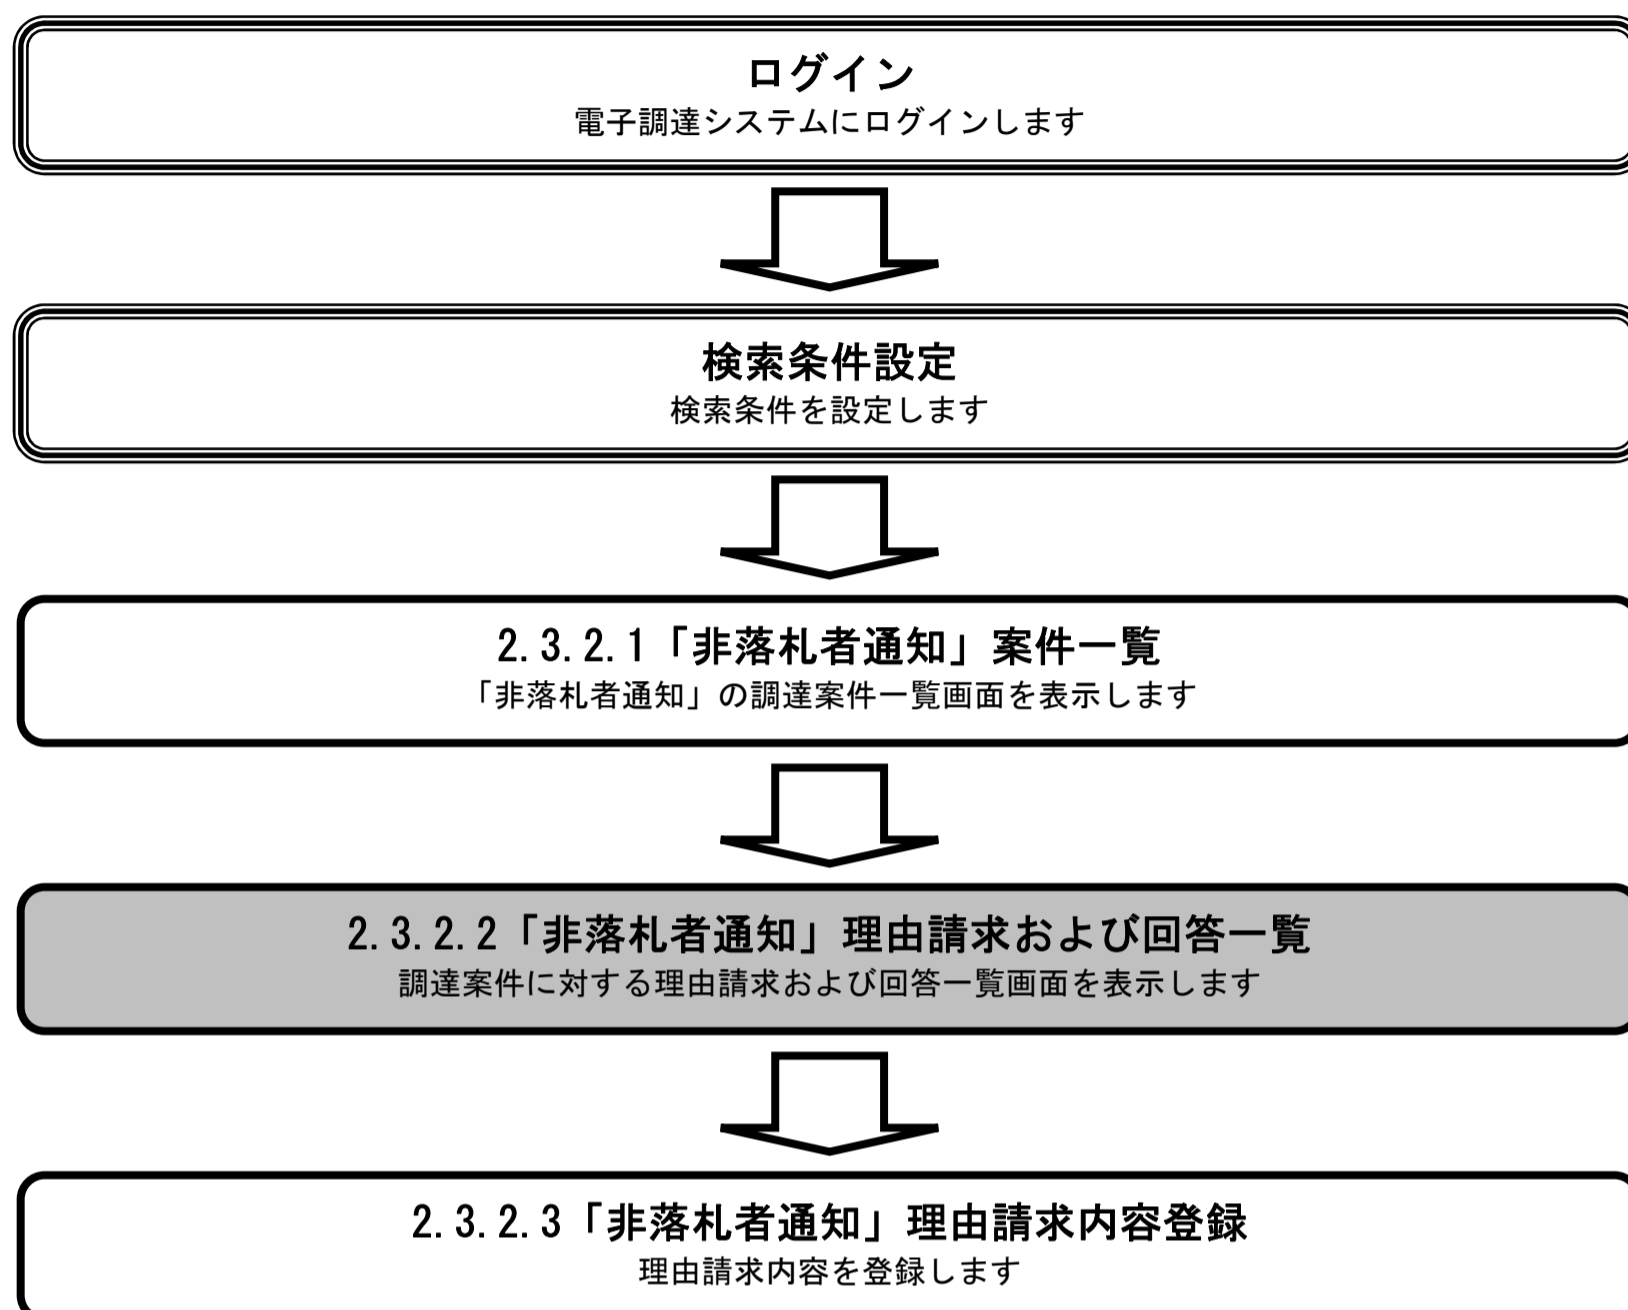 ログイン
電子調達システムにログインします
検索条件設定
検索条件を設定します
2.3.2.1「非落札者通知」案件一覧
「非落札者通知」の調達案件一覧画面を表示します
2.3.2.2「非落札者通知」理由請求および回答一覧
調達案件に対する理由請求および回答一覧画面を表示します
2.3.2.3「非落札者通知」理由請求内容登録
理由請求内容を登録します